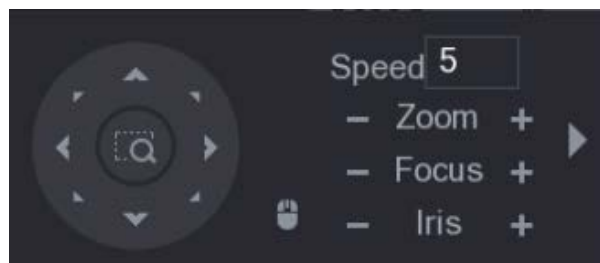 Speed 5
− Zoom +
− Focus +
− Iris +